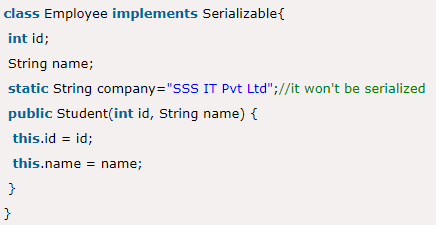 class Employee implements Serializable{
int id;
String name;
static String company="SSS IT Pvt Ltd";//it won't be serialized
public Student(int id, String name) {
this.id = id;
this.name = name;
}
}